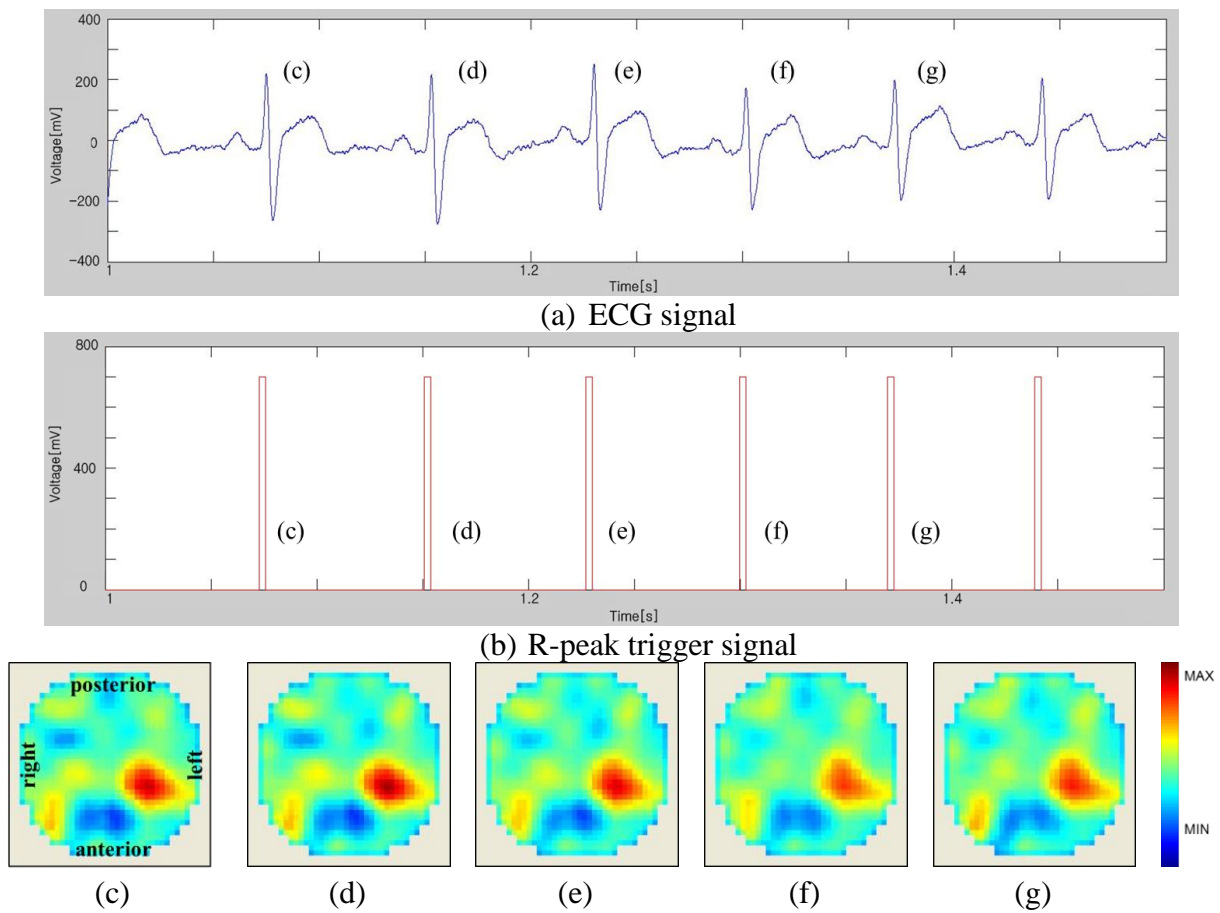 400
200
0
−200
−400
Voltage[mV]
(c) (d) (e) (f) (g)
1 1.2 1.4
Time[s]
(a) ECG signal
800
400
0
Voltage[mV]
(c) (d) (e) (f) (g)
1 1.2 1.4
Time[s]
(b) R-peak trigger signal
posterior
right
left
anterior
MAX
MIN
(c) (d) (e) (f) (g)